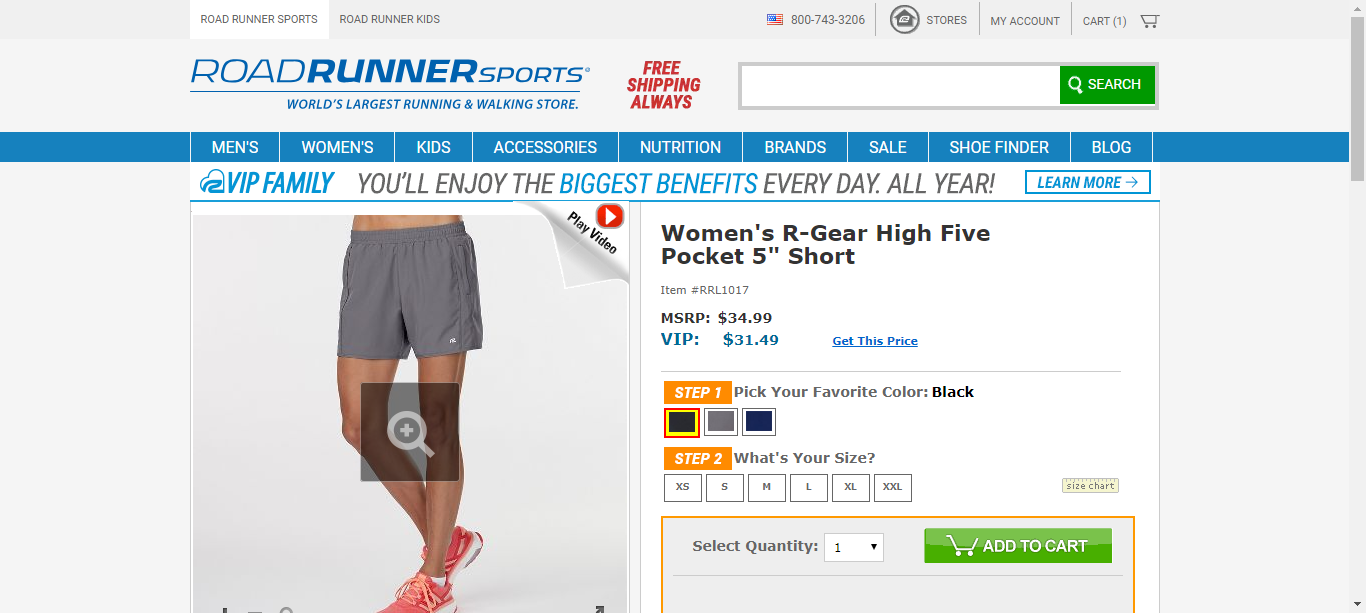 ROAD RUNNER SPORTS
ROAD RUNNER KIDS
800-743-3206
STORES
MY ACCOUNT
CART (1)
ROADRUNNERSPORTS®
WORLD'S LARGEST RUNNING & WALKING STORE.
FREE
SHIPPING
ALWAYS
SEARCH
MEN'S
WOMEN'S
KIDS
ACCESSORIES
NUTRITION
BRANDS
SALE
SHOE FINDER
BLOG
VIP FAMILY
YOU'LL ENJOY THE BIGGEST BENEFITS EVERY DAY. ALL YEAR!
LEARN MORE →
Play Video
Women's R-Gear High Five
Pocket 5" Short
Item #RRL1017
MSRP: $34.99
VIP: $31.49
Get This Price
STEP 1 Pick Your Favorite Color: Black
STEP 2 What's Your Size?
XS
S
M
L
XL
XXL
size chart
Select Quantity: 1
ADD TO CART